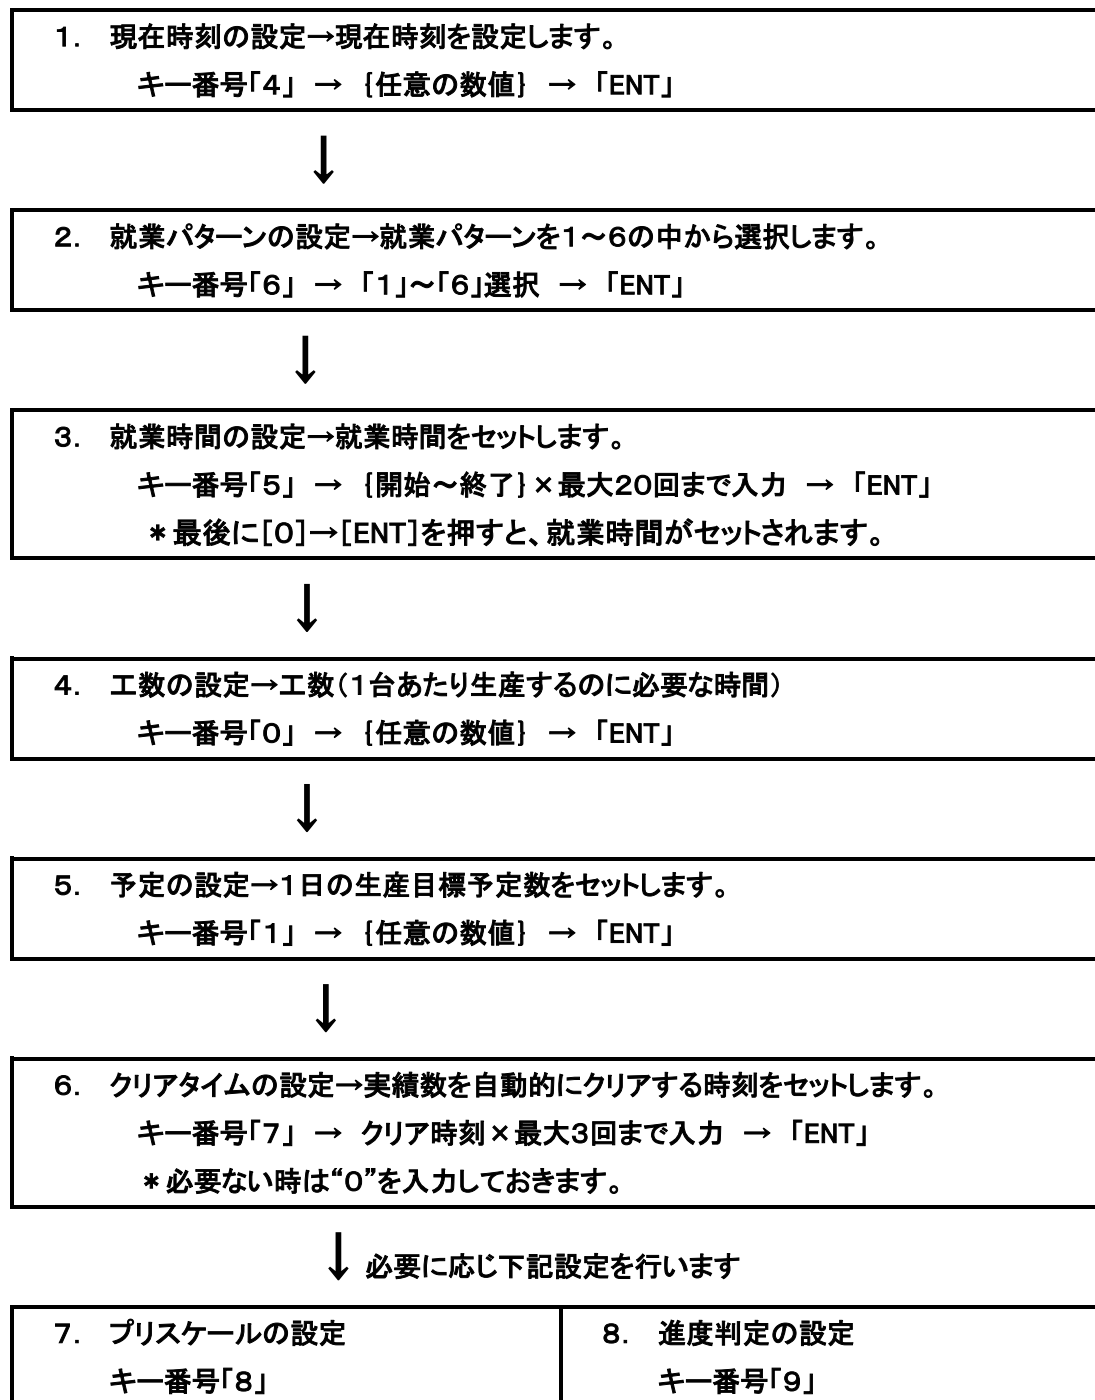 1． 現在時刻の設定→現在時刻を設定します。
キー番号「4」 → {任意の数値} → 「ENT」
↓
2． 就業パターンの設定→就業パターンを1～6の中から選択します。
キー番号「6」 → 「1」～「6」選択 → 「ENT」
↓
3． 就業時間の設定→就業時間をセットします。
キー番号「5」 → {開始～終了}×最大20回まで入力 → 「ENT」
＊最後に[0]→[ENT]を押すと、就業時間がセットされます。
↓
4． 工数の設定→工数（1台あたり生産するのに必要な時間）
キー番号「0」 → {任意の数値} → 「ENT」
↓
5． 予定の設定→1日の生産目標予定数をセットします。
キー番号「1」 → {任意の数値} → 「ENT」
↓
6． クリアタイムの設定→実績数を自動的にクリアする時刻をセットします。
キー番号「7」 → クリア時刻×最大3回まで入力 → 「ENT」
＊必要ない時は“0”を入力しておきます。
↓ 必要に応じ下記設定を行います
7． プリスケールの設定
キー番号「8」
8． 進度判定の設定
キー番号「9」